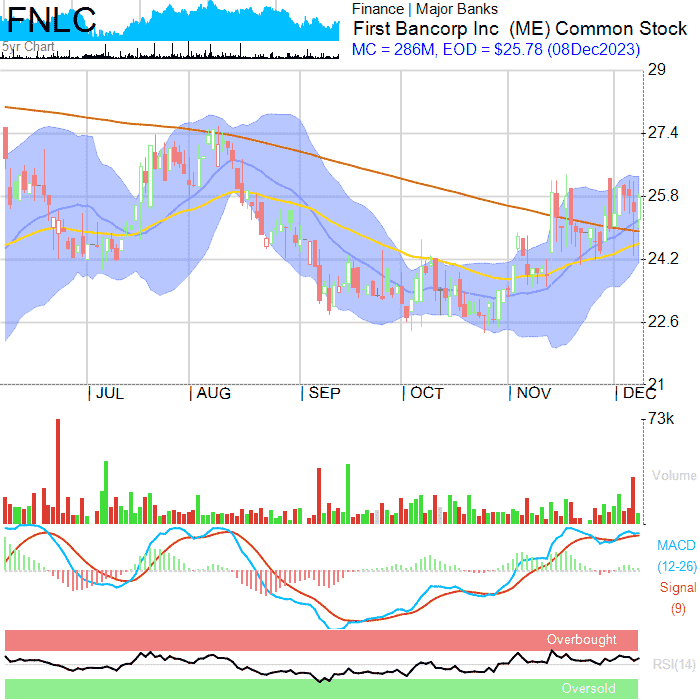 FNLC
5yr Chart
Finance | Major Banks
First Bancorp Inc (ME) Common Stock
MC = 286M, EOD = $25.78 (08Dec2023)
29
27.4
25.8
24.2
22.6
21
JUL AUG SEP OCT NOV DEC
73k
Volume
MACD
(12-26)
Signal
(9)
Overbought
RSI(14)
Oversold